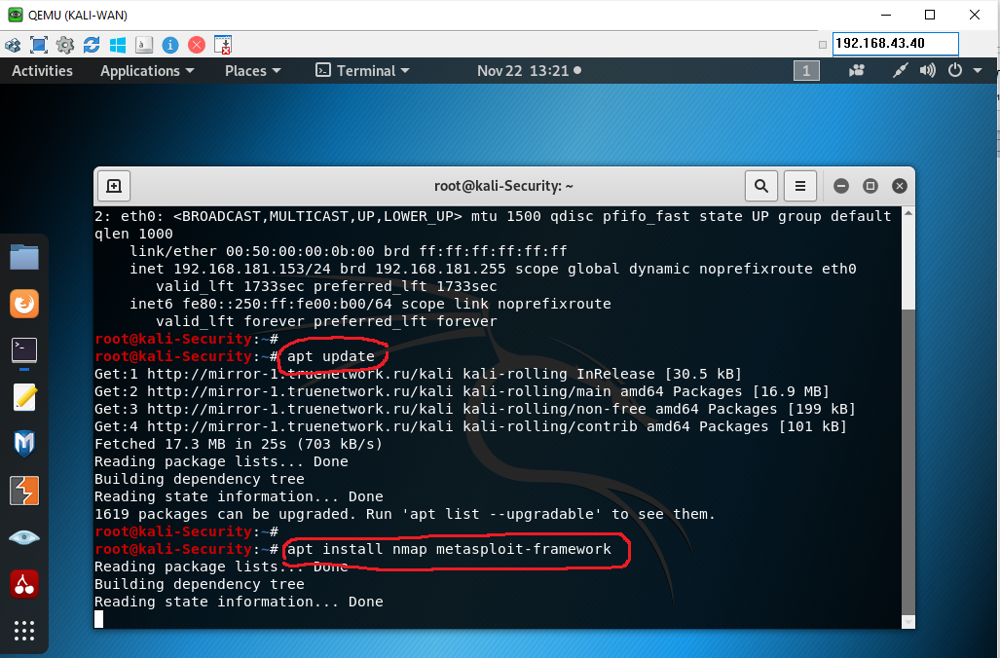 QEMU (KALI-WAN)
192.168.43.40
Activities Applications Places Terminal Nov 22 13:21 1
root@kali-Security: ~
2: eth0: <BROADCAST,MULTICAST,UP,LOWER_UP> mtu 1500 qdisc pfifo_fast state UP group default
qlen 1000
link/ether 00:50:00:00:0b:00 brd ff:ff:ff:ff:ff:ff
inet 192.168.181.153/24 brd 192.168.181.255 scope global dynamic noprefixroute eth0
valid_lft 1733sec preferred_lft 1733sec
inet6 fe80::250:ff:fe00:b00/64 scope link noprefixroute
valid_lft forever preferred_lft forever
root@kali-Security:~#
root@kali-Security:~# apt update
Get:1 http://mirror-1.truenetwork.ru/kali kali-rolling InRelease [30.5 kB]
Get:2 http://mirror-1.truenetwork.ru/kali kali-rolling/main amd64 Packages [16.9 MB]
Get:3 http://mirror-1.truenetwork.ru/kali kali-rolling/non-free amd64 Packages [199 kB]
Get:4 http://mirror-1.truenetwork.ru/kali kali-rolling/contrib amd64 Packages [101 kB]
Fetched 17.3 MB in 25s (703 kB/s)
Reading package lists... Done
Building dependency tree
Reading state information... Done
1619 packages can be upgraded. Run 'apt list --upgradable' to see them.
root@kali-Security:~#
root@kali-Security:~# apt install nmap metasploit-framework
Reading package lists... Done
Building dependency tree
Reading state information... Done